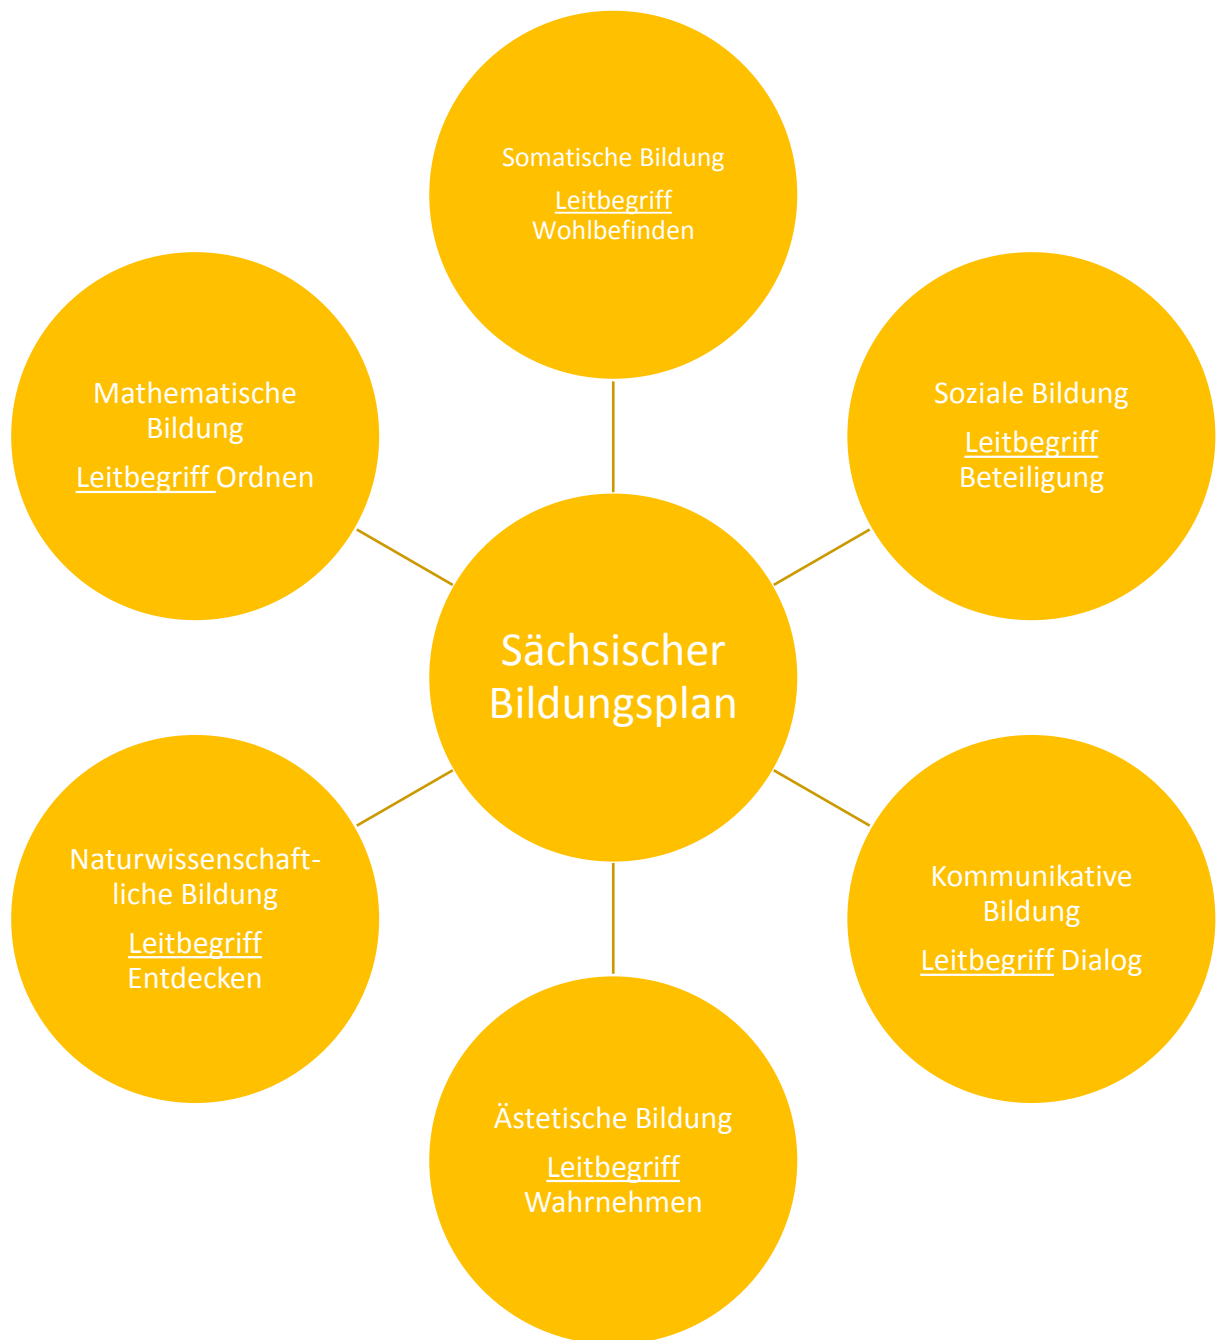 Somatische Bildung
Leitbegriff
Wohlbefinden
Soziale Bildung
Leitbegriff
Beteiligung
Kommunikative
Bildung
Leitbegriff Dialog
Ästetische Bildung
Leitbegriff
Wahrnehmen
Naturwissenschaft-
liche Bildung
Leitbegriff
Entdecken
Mathematische
Bildung
Leitbegriff Ordnen
Sächsischer
Bildungsplan